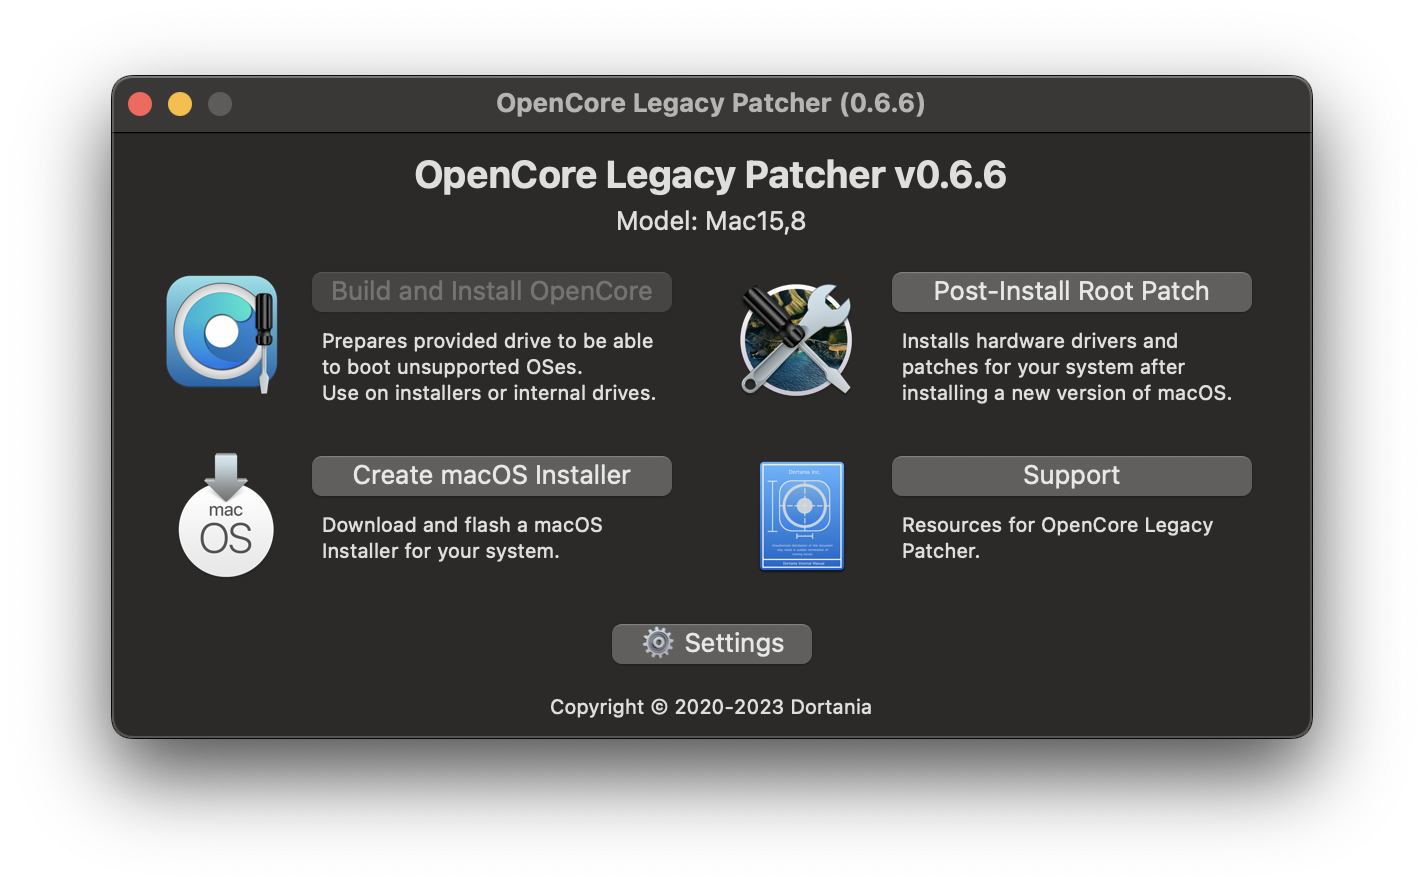 OpenCore Legacy Patcher (0.6.6)
OpenCore Legacy Patcher v0.6.6
Model: Mac15,8
Build and Install OpenCore
Prepares provided drive to be able
to boot unsupported OSes.
Use on installers or internal drives.
Post-Install Root Patch
Installs hardware drivers and
patches for your system after
installing a new version of macOS.
mac
OS
Create macOS Installer
Download and flash a macOS
Installer for your system.
Dortania Inc.
Dortania Internal Manual
Support
Resources for OpenCore Legacy
Patcher.
Settings
Copyright © 2020-2023 Dortania